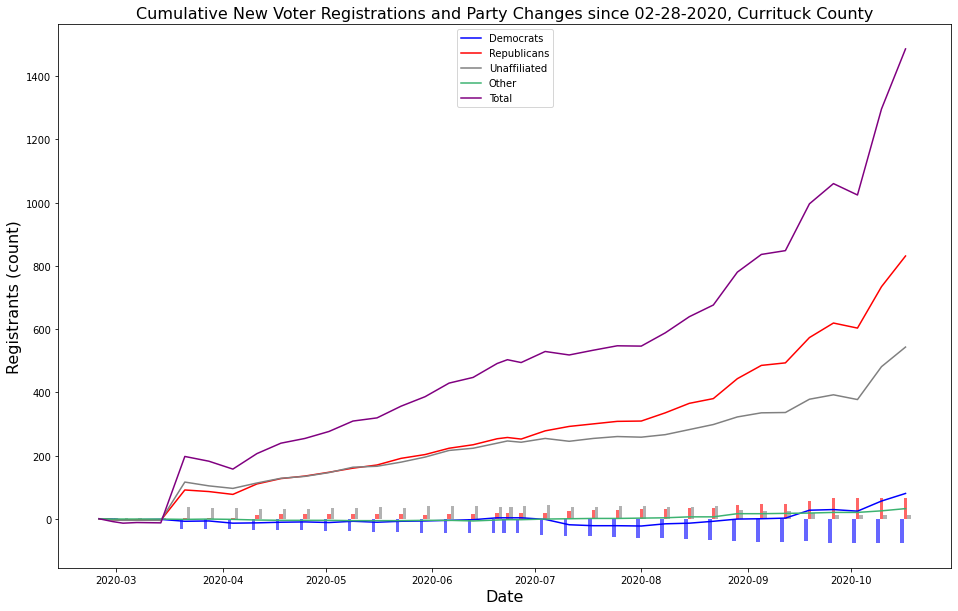 Cumulative New Voter Registrations and Party Changes since 02-28-2020, Currituck County
Democrats
Republicans
Unaffiliated
Other
Total
Registrants (count)
1400
1200
1000
800
600
400
200
0
2020-03 2020-04 2020-05 2020-06 2020-07 2020-08 2020-09 2020-10
Date